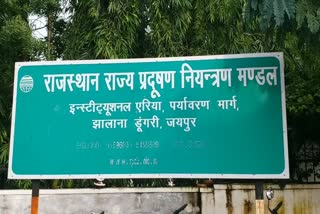 राजस्थान राज्य प्रदूषण नियन्त्रण मण्डल
इन्स्टीट्यूशनल एरिया, पर्यावरण मार्ग,
झालाना डूंगरी, जयपुर